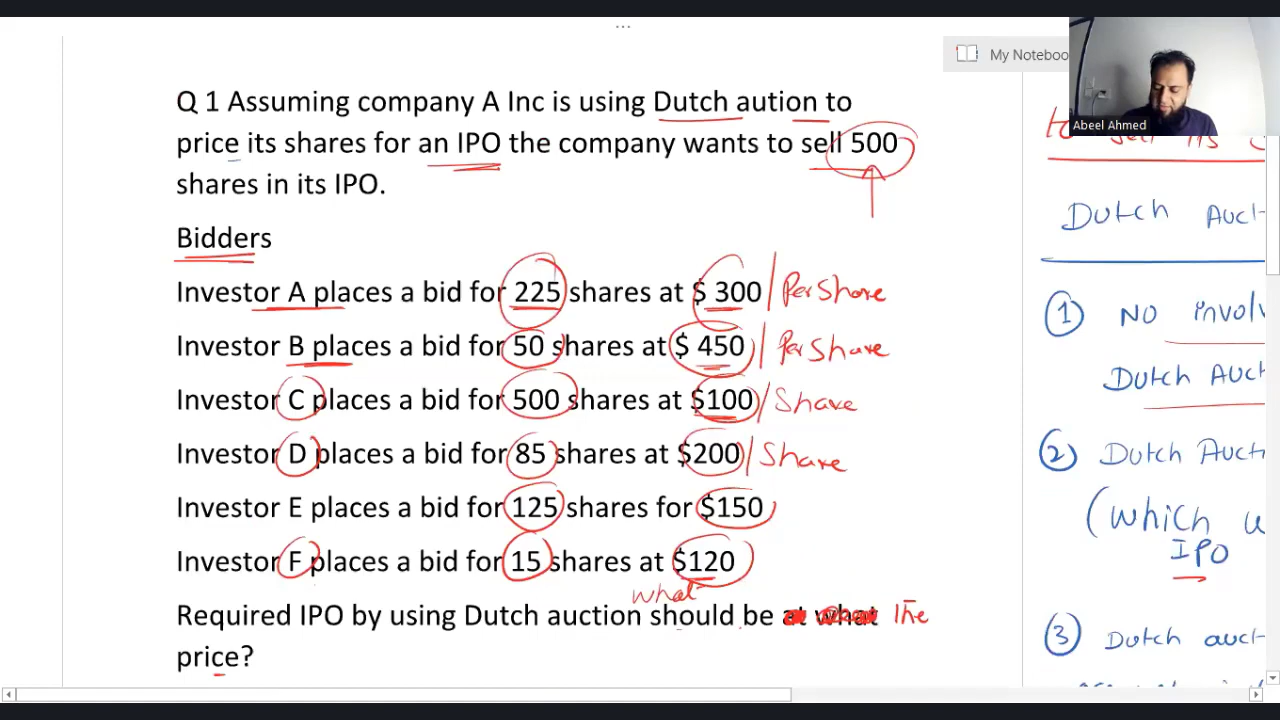 ...
My Notebook
Abeel Ahmed
Q 1 Assuming company A Inc is using Dutch aution to
price its shares for an IPO the company wants to sell 500
shares in its IPO.
Bidders
Investor A places a bid for 225 shares at $ 300 / Per Share
Investor B places a bid for 50 shares at $ 450 / Per Share
Investor C places a bid for 500 shares at $100 / Share
Investor D places a bid for 85 shares at $200 / Share
Investor E places a bid for 125 shares for $150
Investor F places a bid for 15 shares at $120
what
Required IPO by using Dutch auction should be the
price?
to sell its
Dutch Auct
1 No involv
Dutch Auct
2 Dutch Auct
(which
IPO
3 Dutch auct